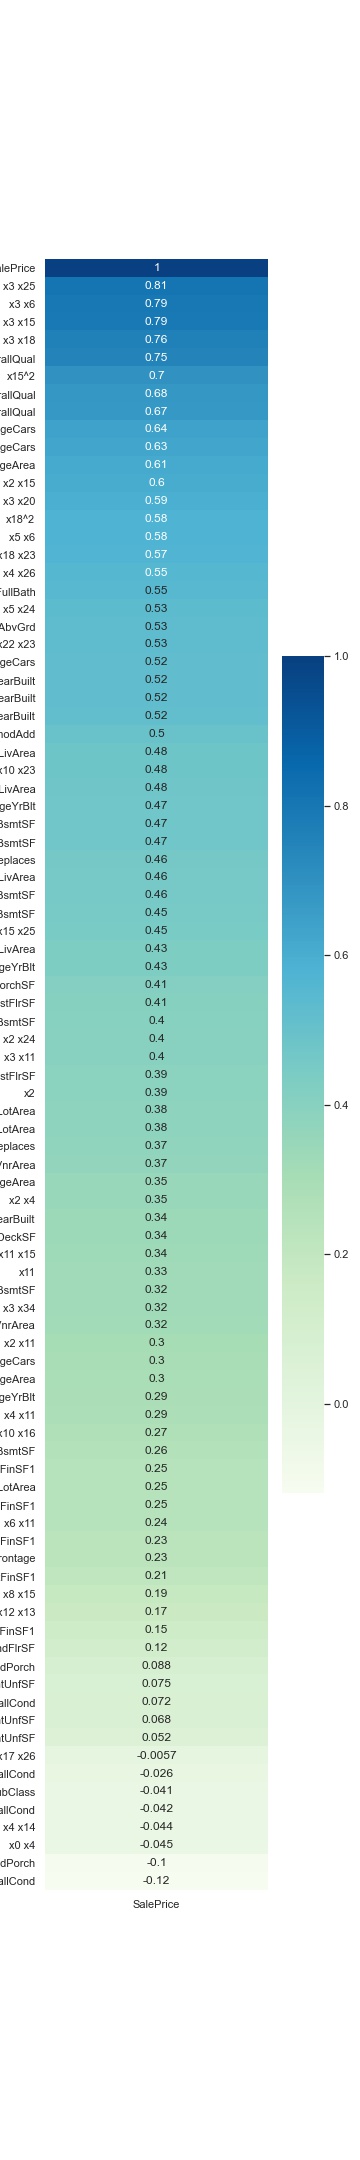 alePrice 1
x3 x25 0.81
x3 x6 0.79
x3 x15 0.79
x3 x18 0.76
rallQual 0.75
x15^2 0.7
rallQual 0.68
rallQual 0.67
geCars 0.64
geCars 0.63
geArea 0.61
x2 x15 0.6
x3 x20 0.59
x18^2 0.58
x5 x6 0.58
x18 x23 0.57
x4 x26 0.55
FullBath 0.55
x5 x24 0.53
AbvGrd 0.53
x22 x23 0.53
geCars 0.52
earBuilt 0.52
earBuilt 0.52
earBuilt 0.52
modAdd 0.5
LivArea 0.48
x10 x23 0.48
LivArea 0.48
geYrBlt 0.47
BsmtSF 0.47
BsmtSF 0.47
eplaces 0.46
LivArea 0.46
BsmtSF 0.46
BsmtSF 0.45
x15 x25 0.45
LivArea 0.43
geYrBlt 0.43
orchSF 0.41
stFlrSF 0.41
BsmtSF 0.4
x2 x24 0.4
x3 x11 0.4
stFlrSF 0.39
x2 0.39
LotArea 0.38
LotArea 0.38
eplaces 0.37
VnrArea 0.37
geArea 0.35
x2 x4 0.35
earBuilt 0.34
DeckSF 0.34
x11 x15 0.34
x11 0.33
BsmtSF 0.32
x3 x34 0.32
VnrArea 0.32
x2 x11 0.3
geCars 0.3
geArea 0.3
geYrBlt 0.29
x4 x11 0.29
x10 x16 0.27
BsmtSF 0.26
FinSF1 0.25
LotArea 0.25
FinSF1 0.25
x6 x11 0.24
FinSF1 0.23
rontage 0.23
FinSF1 0.21
x8 x15 0.19
x12 x13 0.17
FinSF1 0.15
ndFlrSF 0.12
dPorch 0.088
ntUnfSF 0.075
allCond 0.072
ntUnfSF 0.068
ntUnfSF 0.052
x17 x26 -0.0057
allCond -0.026
ubClass -0.041
allCond -0.042
x4 x14 -0.044
x0 x4 -0.045
dPorch -0.1
allCond -0.12
SalePrice
1.0
0.8
0.6
0.4
0.2
0.0